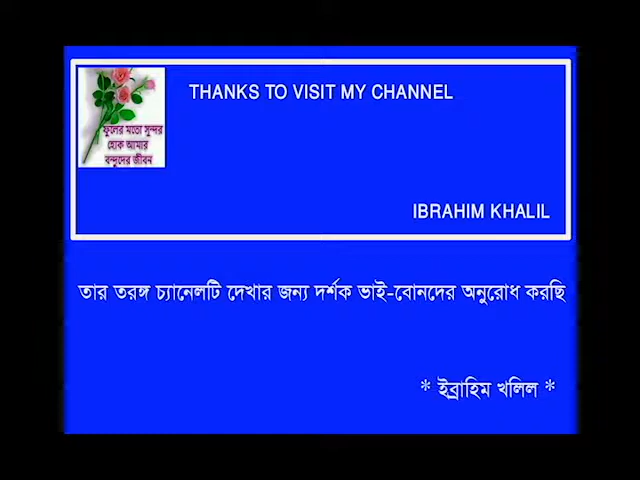 THANKS TO VISIT MY CHANNEL
ফুলের মতো সুন্দর
হোক আমার
বন্দুদের জীবন
IBRAHIM KHALIL
তার তরঙ্গ চ্যানেলটি দেখার জন্য দর্শক ভাই-বোনদের অনুরোধ করছি
* ইব্রাহিম খলিল *